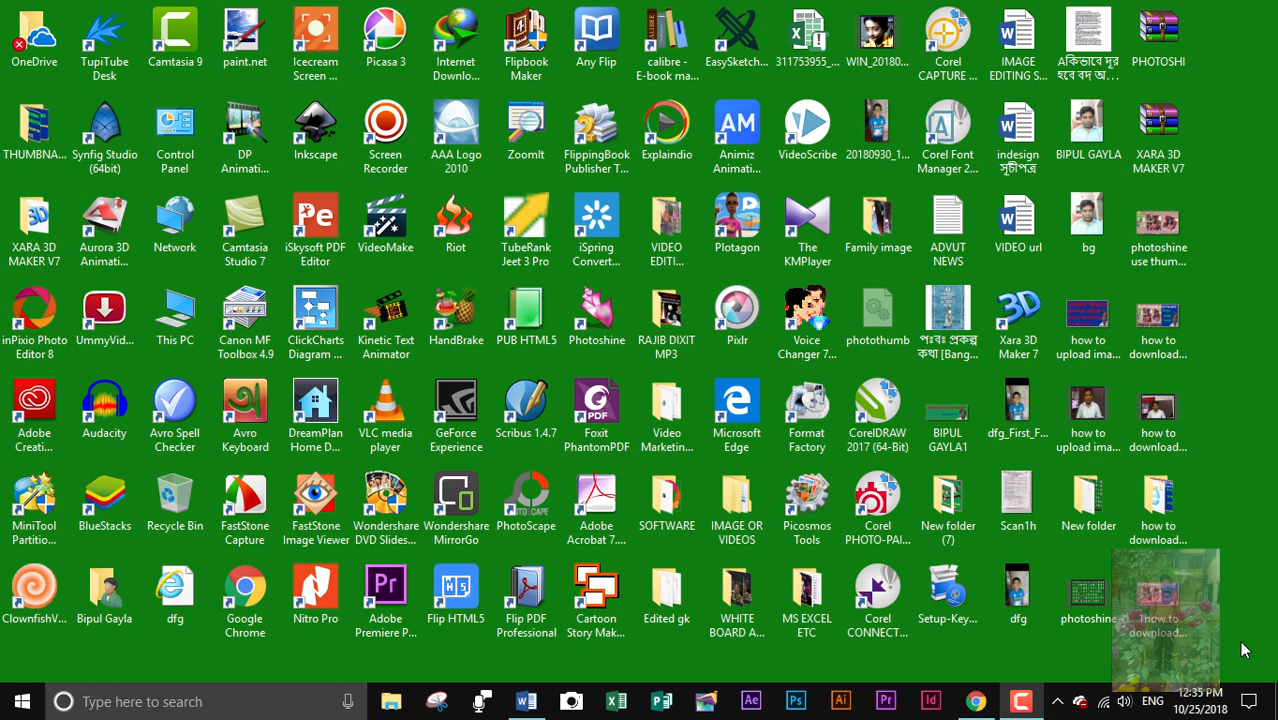 OneDrive
TupiTube
Desk
Camtasia 9
paint.net
Icecream
Screen ...
Picasa 3
Internet
Downlo...
Flipbook
Maker
Any Flip
calibre -
E-book ma...
EasySketch...
311753955_...
WIN_20180...
Corel
CAPTURE ...
IMAGE
EDITING S...
একিভাবে দূর
হবে বদ অ...
PHOTOSHI
THUMBNA...
Synfig Studio
(64bit)
Control
Panel
DP
Animati...
Inkscape
Screen
Recorder
AAA Logo
2010
ZoomIt
FlippingBook
Publisher T...
Explaindio
Animiz
Animati...
VideoScribe
20180930_1...
Corel Font
Manager 2...
indesign
সূচীপত্র
BIPUL GAYLA
XARA 3D
MAKER V7
XARA 3D
MAKER V7
Aurora 3D
Animati...
Network
Camtasia
Studio 7
iSkysoft PDF
Editor
VideoMake
Riot
TubeRank
Jeet 3 Pro
iSpring
Convert...
VIDEO
EDITI...
Plotagon
The
KMPlayer
Family image
ADVUT
NEWS
VIDEO url
bg
photoshine
use thum...
inPixio Photo
Editor 8
UmmyVid...
This PC
Canon MF
Toolbox 4.9
ClickCharts
Diagram ...
Kinetic Text
Animator
HandBrake
PUB HTML5
Photoshine
RAJIB DIXIT
MP3
Pixlr
Voice
Changer 7...
photothumb
পঃবঃ প্রকল্প
কথা [Bang...
Xara 3D
Maker 7
how to
upload ima...
how to
download...
Adobe
Creati...
Audacity
Avro Spell
Checker
Avro
Keyboard
DreamPlan
Home D...
VLC media
player
GeForce
Experience
Scribus 1.4.7
Foxit
PhantomPDF
Video
Marketin...
Microsoft
Edge
Format
Factory
CorelDRAW
2017 (64-Bit)
BIPUL
GAYLA1
dfg_First_F...
how to
upload ima...
how to
download...
MiniTool
Partitio...
BlueStacks
Recycle Bin
FastStone
Capture
FastStone
Image Viewer
Wondershare
DVD Slides...
Wondershare
MirrorGo
PhotoScape
Adobe
Acrobat 7....
SOFTWARE
IMAGE OR
VIDEOS
Picosmos
Tools
Corel
PHOTO-PAI...
New folder
(7)
Scan1h
New folder
how to
download...
ClownfishV...
Bipul Gayla
dfg
Google
Chrome
Nitro Pro
Adobe
Premiere P...
Flip HTML5
Flip PDF
Professional
Cartoon
Story Mak...
Edited gk
WHITE
BOARD A...
MS EXCEL
ETC
Corel
CONNECT...
Setup-Key...
dfg
photoshine
Thow to
download...
Type here to search
ENG
12:35 PM
10/25/2018